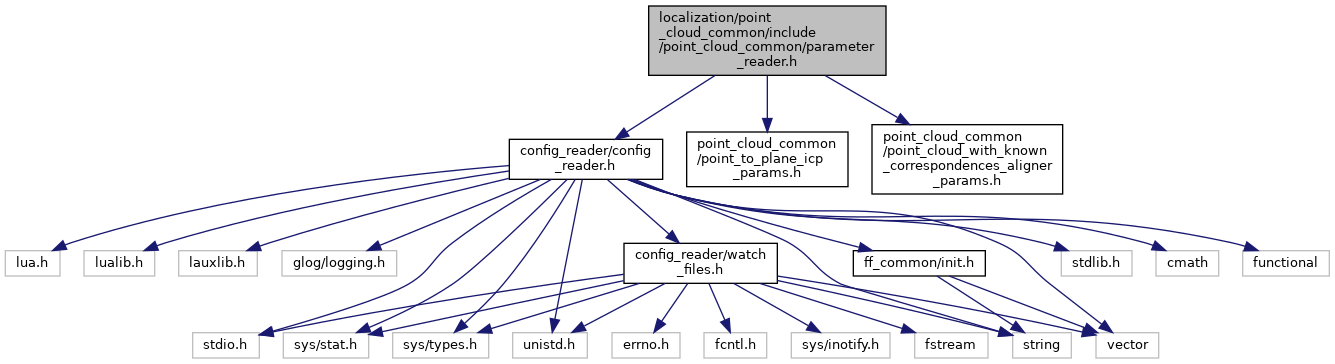 localization/point
_cloud_common/include
/point_cloud_common/parameter
_reader.h
config_reader/config
_reader.h
point_cloud_common
/point_to_plane_icp
_params.h
point_cloud_common
/point_cloud_with_known
_correspondences_aligner
_params.h
lua.h
lualib.h
lauxlib.h
glog/logging.h
config_reader/watch
_files.h
ff_common/init.h
stdlib.h
cmath
functional
stdio.h
sys/stat.h
sys/types.h
unistd.h
errno.h
fcntl.h
sys/inotify.h
fstream
string
vector